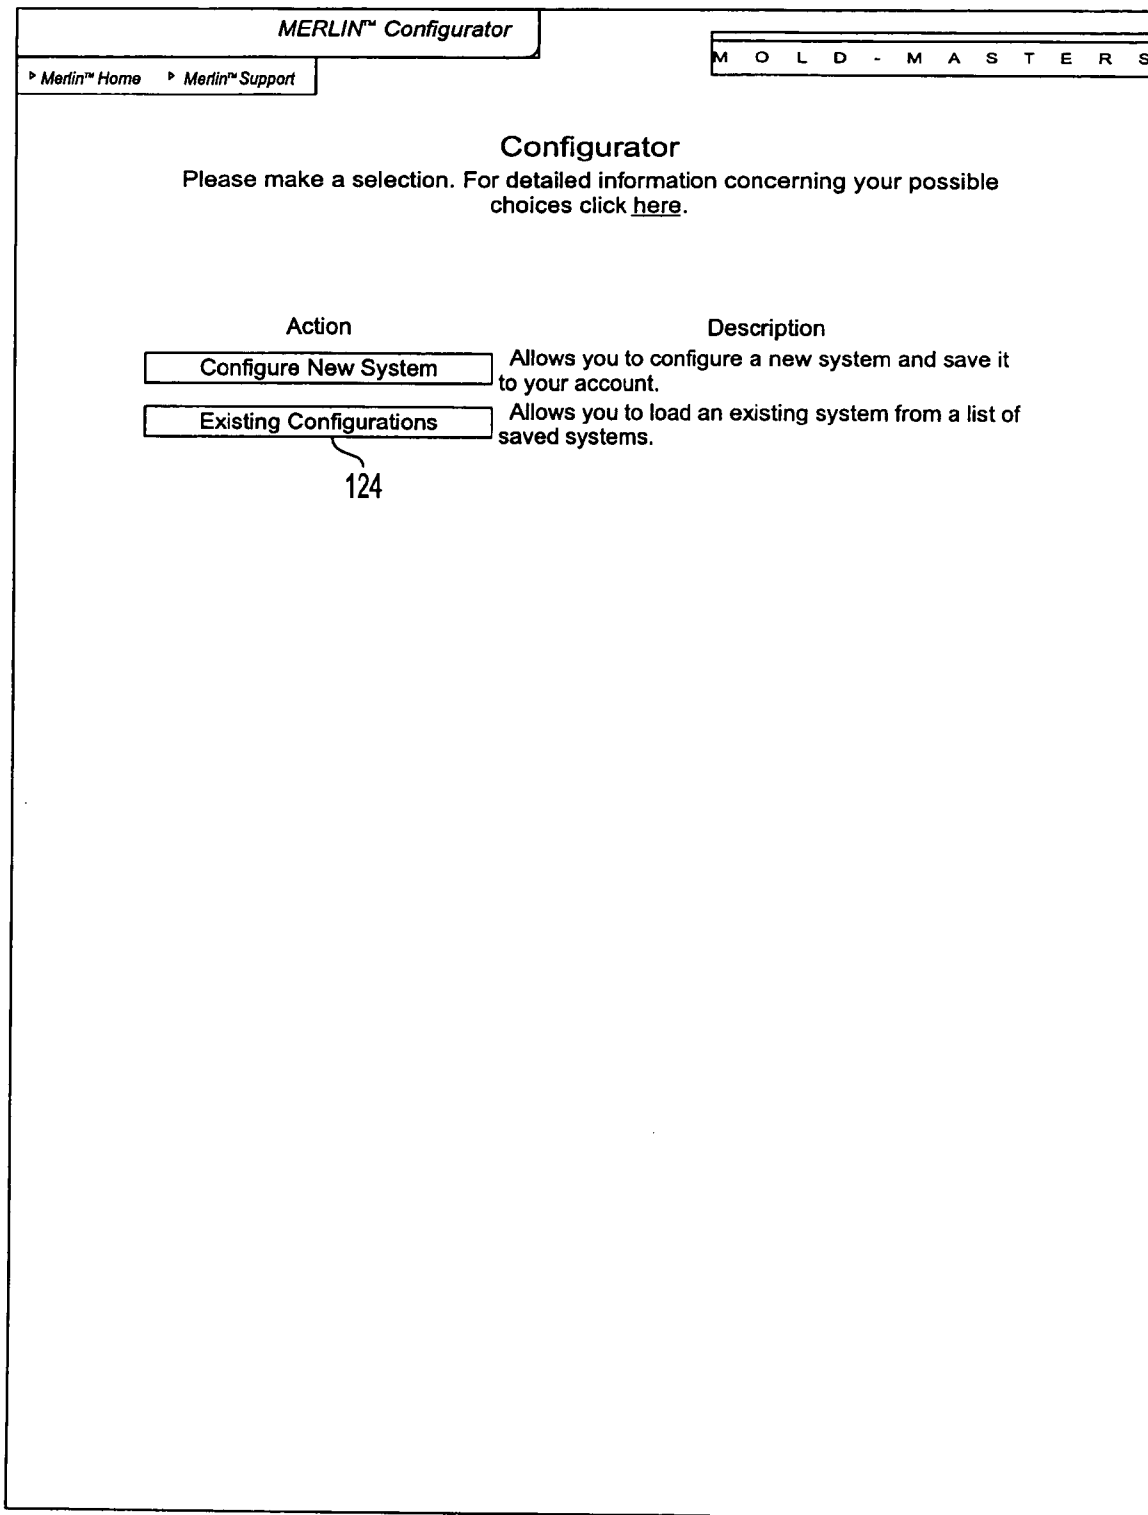 MERLIN™ Configurator
M O L D - M A S T E R S
▹ Merlin™ Home ▹ Merlin™ Support
Configurator
Please make a selection. For detailed information concerning your possible
choices click here.
Action Description
Configure New System Allows you to configure a new system and save it
to your account.
Existing Configurations Allows you to load an existing system from a list of
saved systems.
124